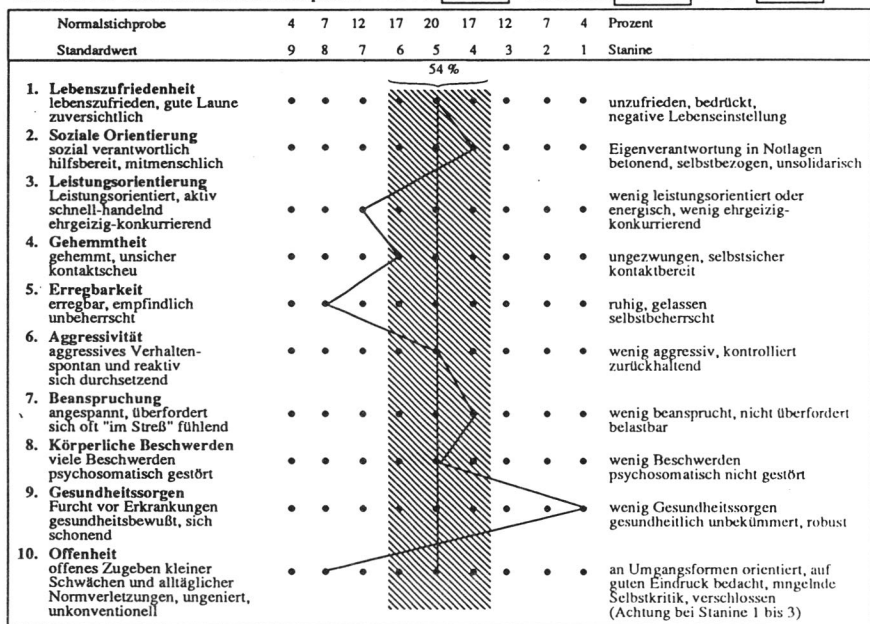 Normalstichprobe 4 7 12 17 20 17 12 7 4 Prozent
Standardwert 9 8 7 6 5 4 3 2 1 Stanine
54 %
1. Lebenszufriedenheit
lebenszufrieden, gute Laune
zuversichtlich
unzufrieden, bedrückt,
negative Lebenseinstellung
2. Soziale Orientierung
sozial verantwortlich
hilfsbereit, mitmenschlich
Eigenverantwortung in Notlagen
betonend, selbstbezogen, unsolidarisch
3. Leistungsorientierung
Leistungsorientiert, aktiv
schnell-handelnd
ehrgeizig-konkurrierend
wenig leistungsorientiert oder
energisch, wenig ehrgeizig-
konkurrierend
4. Gehemmtheit
gehemmt, unsicher
kontaktscheu
ungezwungen, selbstsicher
kontaktbereit
5. Erregbarkeit
erregbar, empfindlich
unbeherrscht
ruhig, gelassen
selbstbeherrscht
6. Aggressivität
aggressives Verhalten-
spontan und reaktiv
sich durchsetzend
wenig aggressiv, kontrolliert
zurückhaltend
7. Beanspruchung
angespannt, überfordert
sich oft "im Streß" fühlend
wenig beansprucht, nicht überfordert
belastbar
8. Körperliche Beschwerden
viele Beschwerden
psychosomatisch gestört
wenig Beschwerden
psychosomatisch nicht gestört
9. Gesundheitssorgen
Furcht vor Erkrankungen
gesundheitsbewußt, sich
schonend
wenig Gesundheitssorgen
gesundheitlich unbekümmert, robust
10. Offenheit
offenes Zugeben kleiner
Schwächen und alltäglicher
Normverletzungen, ungeniert,
unkonventionell
an Umgangsformen orientiert, auf
guten Eindruck bedacht, mngelnde
Selbstkritik, verschlossen
(Achtung bei Stanine 1 bis 3)